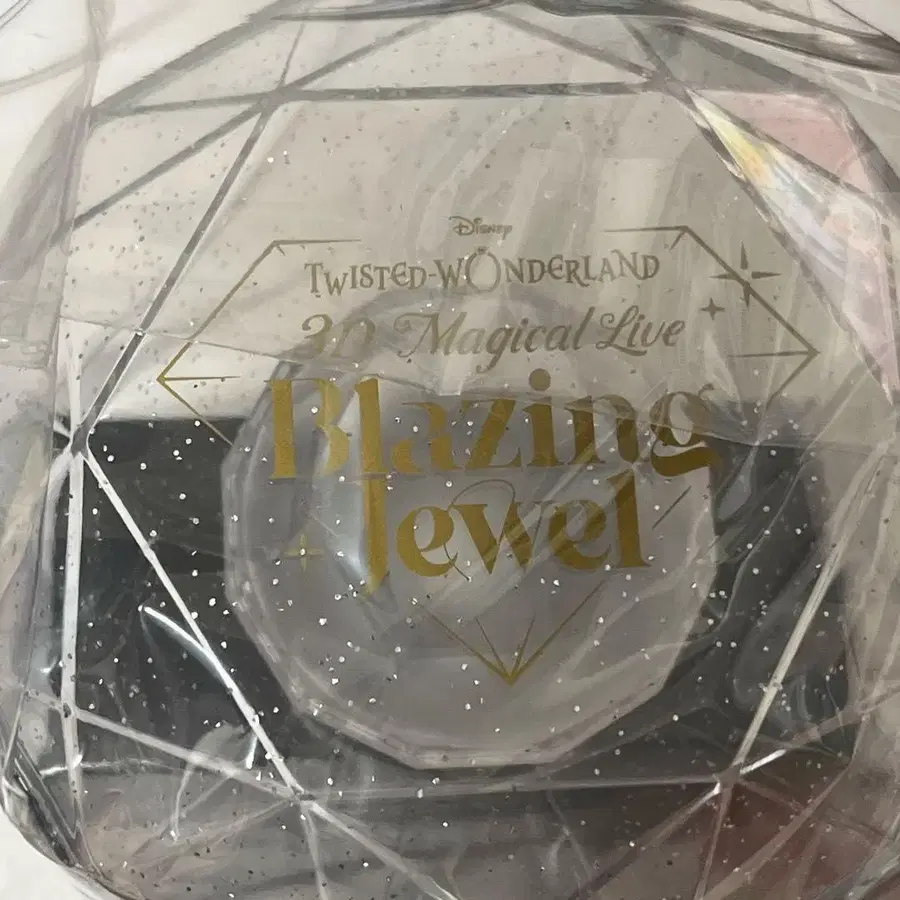 Disney
TWISTED-WONDERLAND
3D Magical Live
Blazing
Jewel